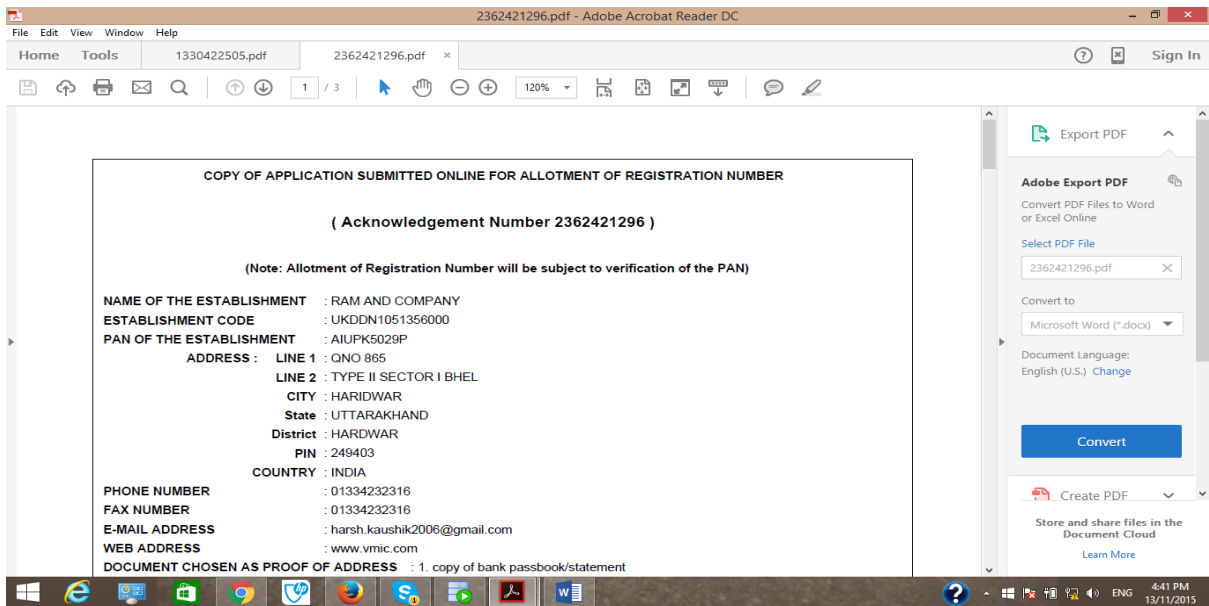 2362421296.pdf - Adobe Acrobat Reader DC
File Edit View Window Help
Home Tools 1330422505.pdf 2362421296.pdf × Sign In
1 / 3 120%
COPY OF APPLICATION SUBMITTED ONLINE FOR ALLOTMENT OF REGISTRATION NUMBER
( Acknowledgement Number 2362421296 )
(Note: Allotment of Registration Number will be subject to verification of the PAN)
NAME OF THE ESTABLISHMENT : RAM AND COMPANY
ESTABLISHMENT CODE : UKDDN1051356000
PAN OF THE ESTABLISHMENT : AIUPK5029P
ADDRESS : LINE 1 : QNO 865
LINE 2 : TYPE II SECTOR I BHEL
CITY : HARIDWAR
State : UTTARAKHAND
District : HARDWAR
PIN : 249403
COUNTRY : INDIA
PHONE NUMBER : 01334232316
FAX NUMBER : 01334232316
E-MAIL ADDRESS : harsh.kaushik2006@gmail.com
WEB ADDRESS : www.vmic.com
DOCUMENT CHOSEN AS PROOF OF ADDRESS : 1. copy of bank passbook/statement
Export PDF
Adobe Export PDF
Convert PDF Files to Word
or Excel Online
Select PDF File
2362421296.pdf
Convert to
Microsoft Word (*.docx)
Document Language:
English (U.S.) Change
Convert
Create PDF
Store and share files in the
Document Cloud
Learn More
ENG 4:41 PM
13/11/2015